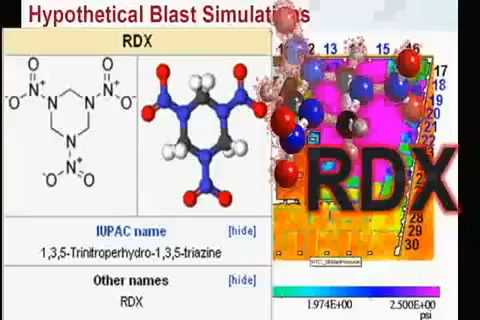 Hypothetical Blast Simulations
RDX
O
N
O⁻
⁻O
N⁺
N
N
N⁺
O
O⁻
N
⁻O
N⁺
O
IUPAC name [hide]
1,3,5-Trinitroperhydro-1,3,5-triazine
Other names [hide]
RDX
12 13 14 15 16
17
18
19
20
21
22
RDX
28
29
30
1.974E+00 2.500E+00
psi